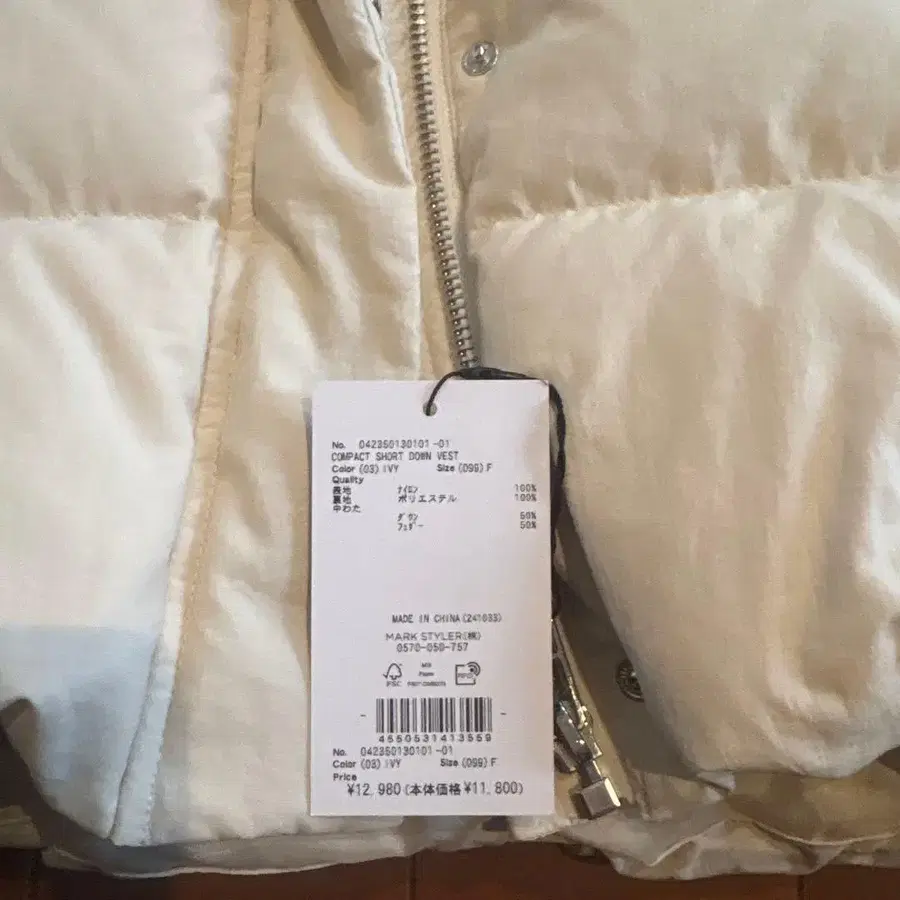 No. 042350130101-01
COMPACT SHORT DOWN VEST
Color (03) IVY Size (099) F
Quality
表地 ナイロン 100%
裏地 ポリエステル 100%
中わた
ダウン 50%
フェザー 50%
MADE IN CHINA (241033)
MARK STYLER(株)
0570-050-757
FSC
MIX
Paper
4550531413559
No. 042350130101-01
Color (03) IVY Size (099) F
Price
¥12,980(本体価格¥11,800)